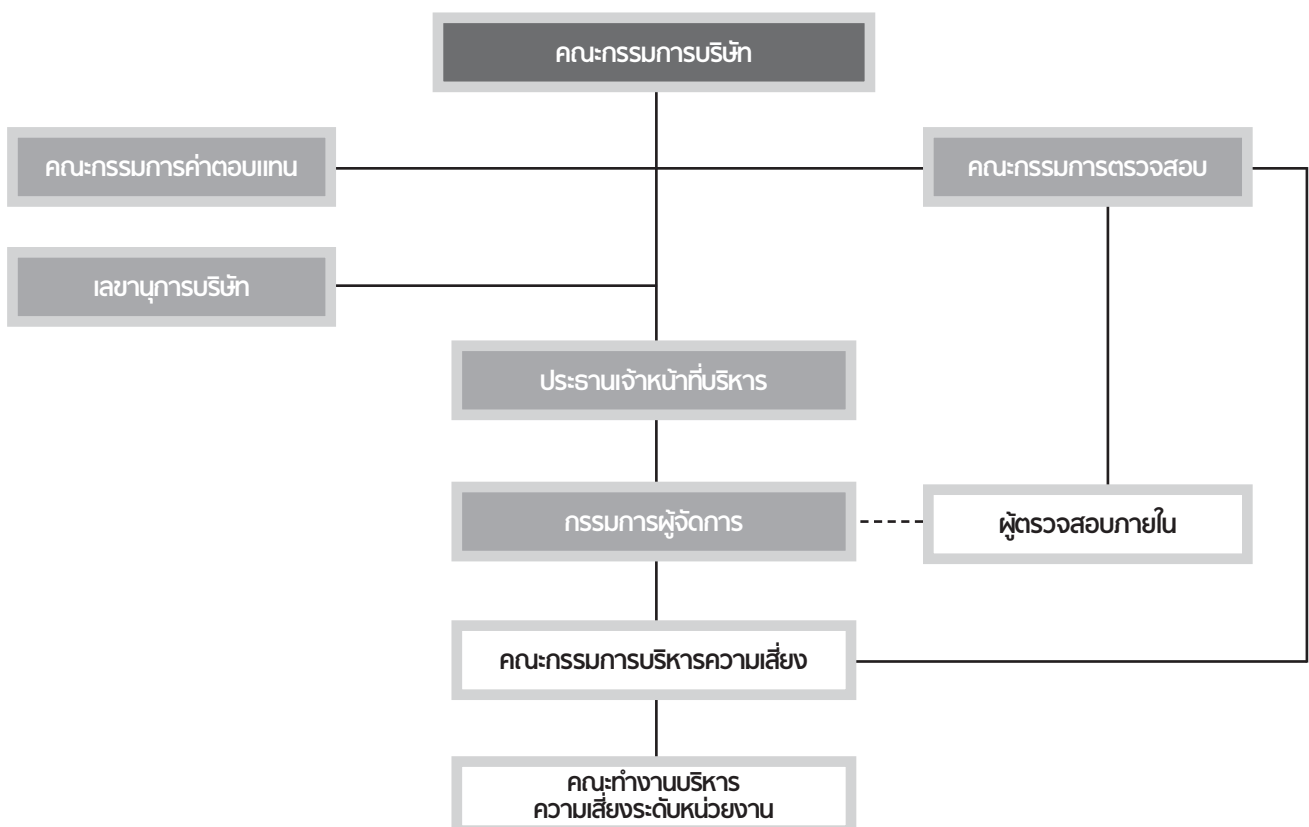 คณะกรรมการบริษัท
คณะกรรมการค่าตอบแทน
คณะกรรมการตรวจสอบ
เลขานุการบริษัท
ประธานเจ้าหน้าที่บริหาร
กรรมการผู้จัดการ
ผู้ตรวจสอบภายใน
คณะกรรมการบริหารความเสี่ยง
คณะทำงานบริหาร
ความเสี่ยงระดับหน่วยงาน